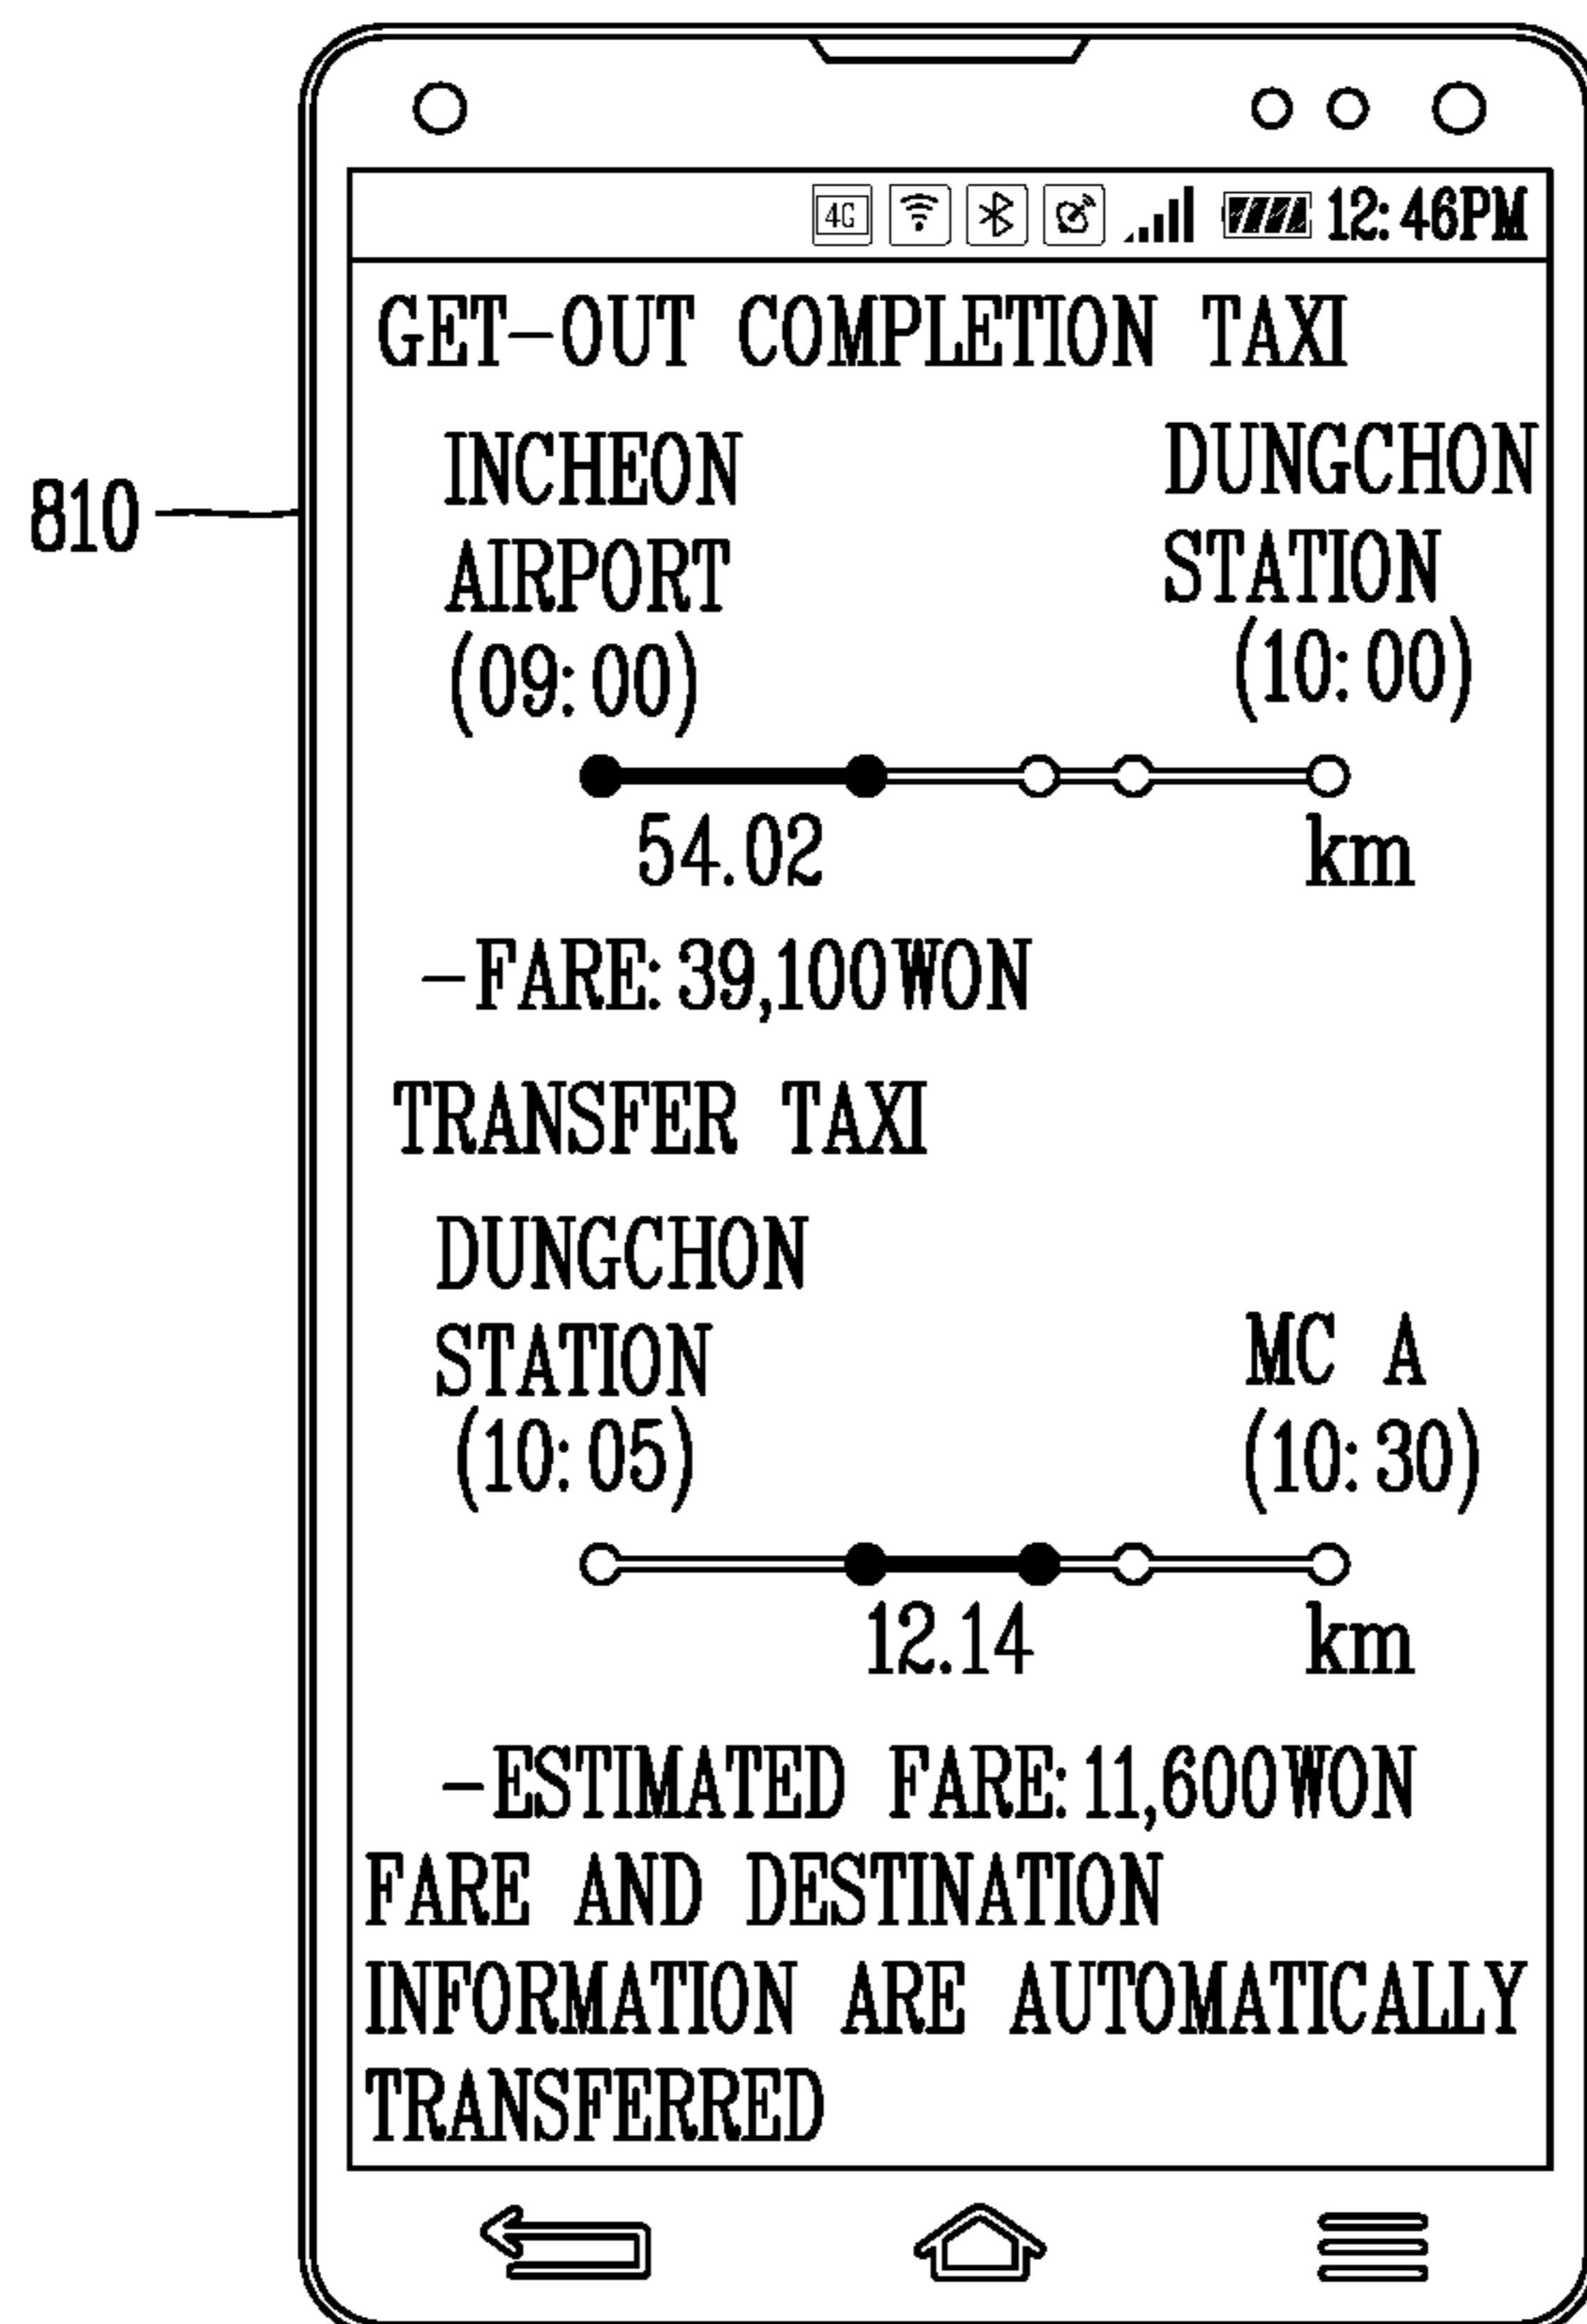 4G 12:46PM
GET-OUT COMPLETION TAXI
INCHEON DUNGCHON
810
AIRPORT STATION
(09:00) (10:00)
54.02 km
-FARE:39,100WON
TRANSFER TAXI
DUNGCHON
STATION MC A
(10:05) (10:30)
12.14 km
-ESTIMATED FARE:11,600WON
FARE AND DESTINATION
INFORMATION ARE AUTOMATICALLY
TRANSFERRED